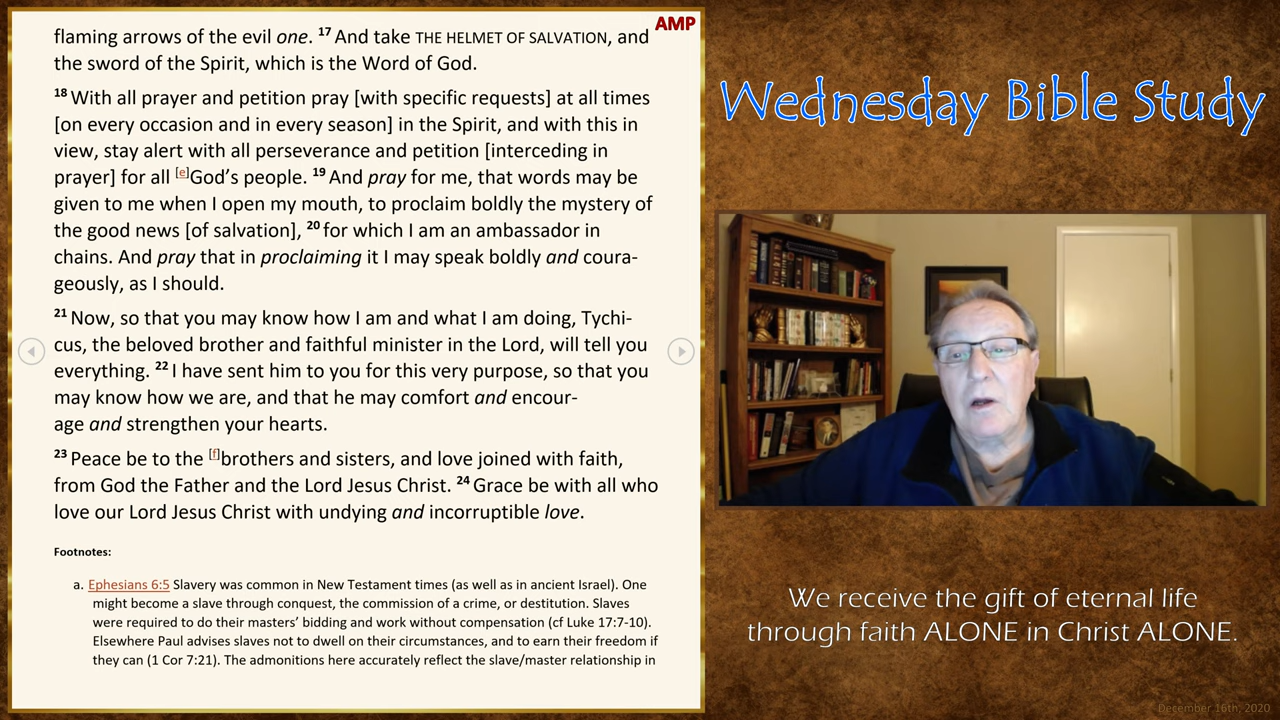 AMP
flaming arrows of the evil one. 17 And take THE HELMET OF SALVATION, and
the sword of the Spirit, which is the Word of God.
18 With all prayer and petition pray [with specific requests] at all times
[on every occasion and in every season] in the Spirit, and with this in
view, stay alert with all perseverance and petition [interceding in
prayer] for all [e]God’s people. 19 And pray for me, that words may be
given to me when I open my mouth, to proclaim boldly the mystery of
the good news [of salvation], 20 for which I am an ambassador in
chains. And pray that in proclaiming it I may speak boldly and coura-
geously, as I should.
21 Now, so that you may know how I am and what I am doing, Tychi-
cus, the beloved brother and faithful minister in the Lord, will tell you
everything. 22 I have sent him to you for this very purpose, so that you
may know how we are, and that he may comfort and encour-
age and strengthen your hearts.
23 Peace be to the [f]brothers and sisters, and love joined with faith,
from God the Father and the Lord Jesus Christ. 24 Grace be with all who
love our Lord Jesus Christ with undying and incorruptible love.
Footnotes:
a. Ephesians 6:5 Slavery was common in New Testament times (as well as in ancient Israel). One
might become a slave through conquest, the commission of a crime, or destitution. Slaves
were required to do their masters’ bidding and work without compensation (cf Luke 17:7-10).
Elsewhere Paul advises slaves not to dwell on their circumstances, and to earn their freedom if
they can (1 Cor 7:21). The admonitions here accurately reflect the slave/master relationship in
Wednesday Bible Study
We receive the gift of eternal life
through faith ALONE in Christ ALONE.
December 16th, 2020